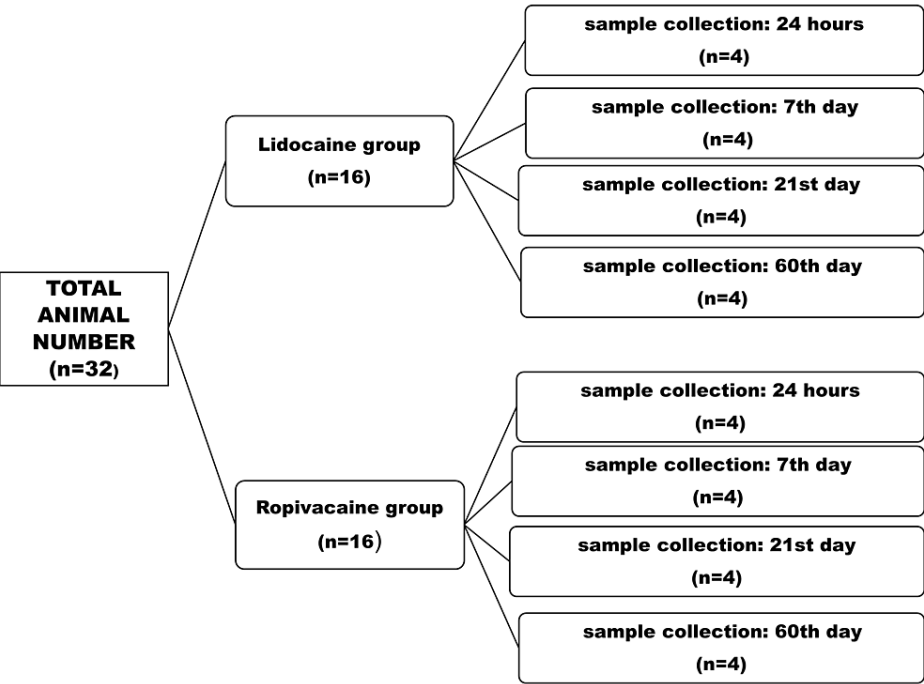 TOTAL
ANIMAL
NUMBER
(n=32)
Lidocaine group
(n=16)
sample collection: 24 hours
(n=4)
sample collection: 7th day
(n=4)
sample collection: 21st day
(n=4)
sample collection: 60th day
(n=4)
Ropivacaine group
(n=16)
sample collection: 24 hours
(n=4)
sample collection: 7th day
(n=4)
sample collection: 21st day
(n=4)
sample collection: 60th day
(n=4)